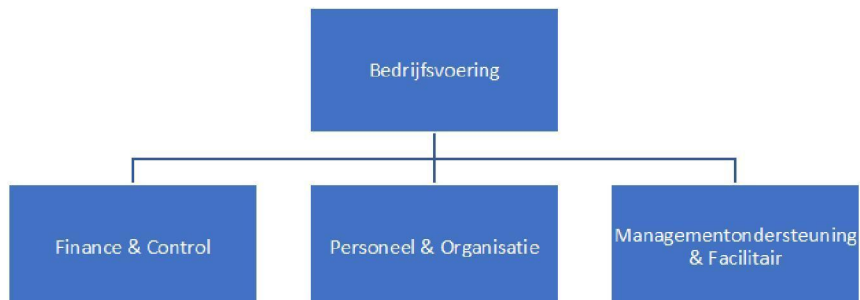 Bedrijfsvoering
Finance & Control
Personeel & Organisatie
Managementondersteuning
& Facilitair